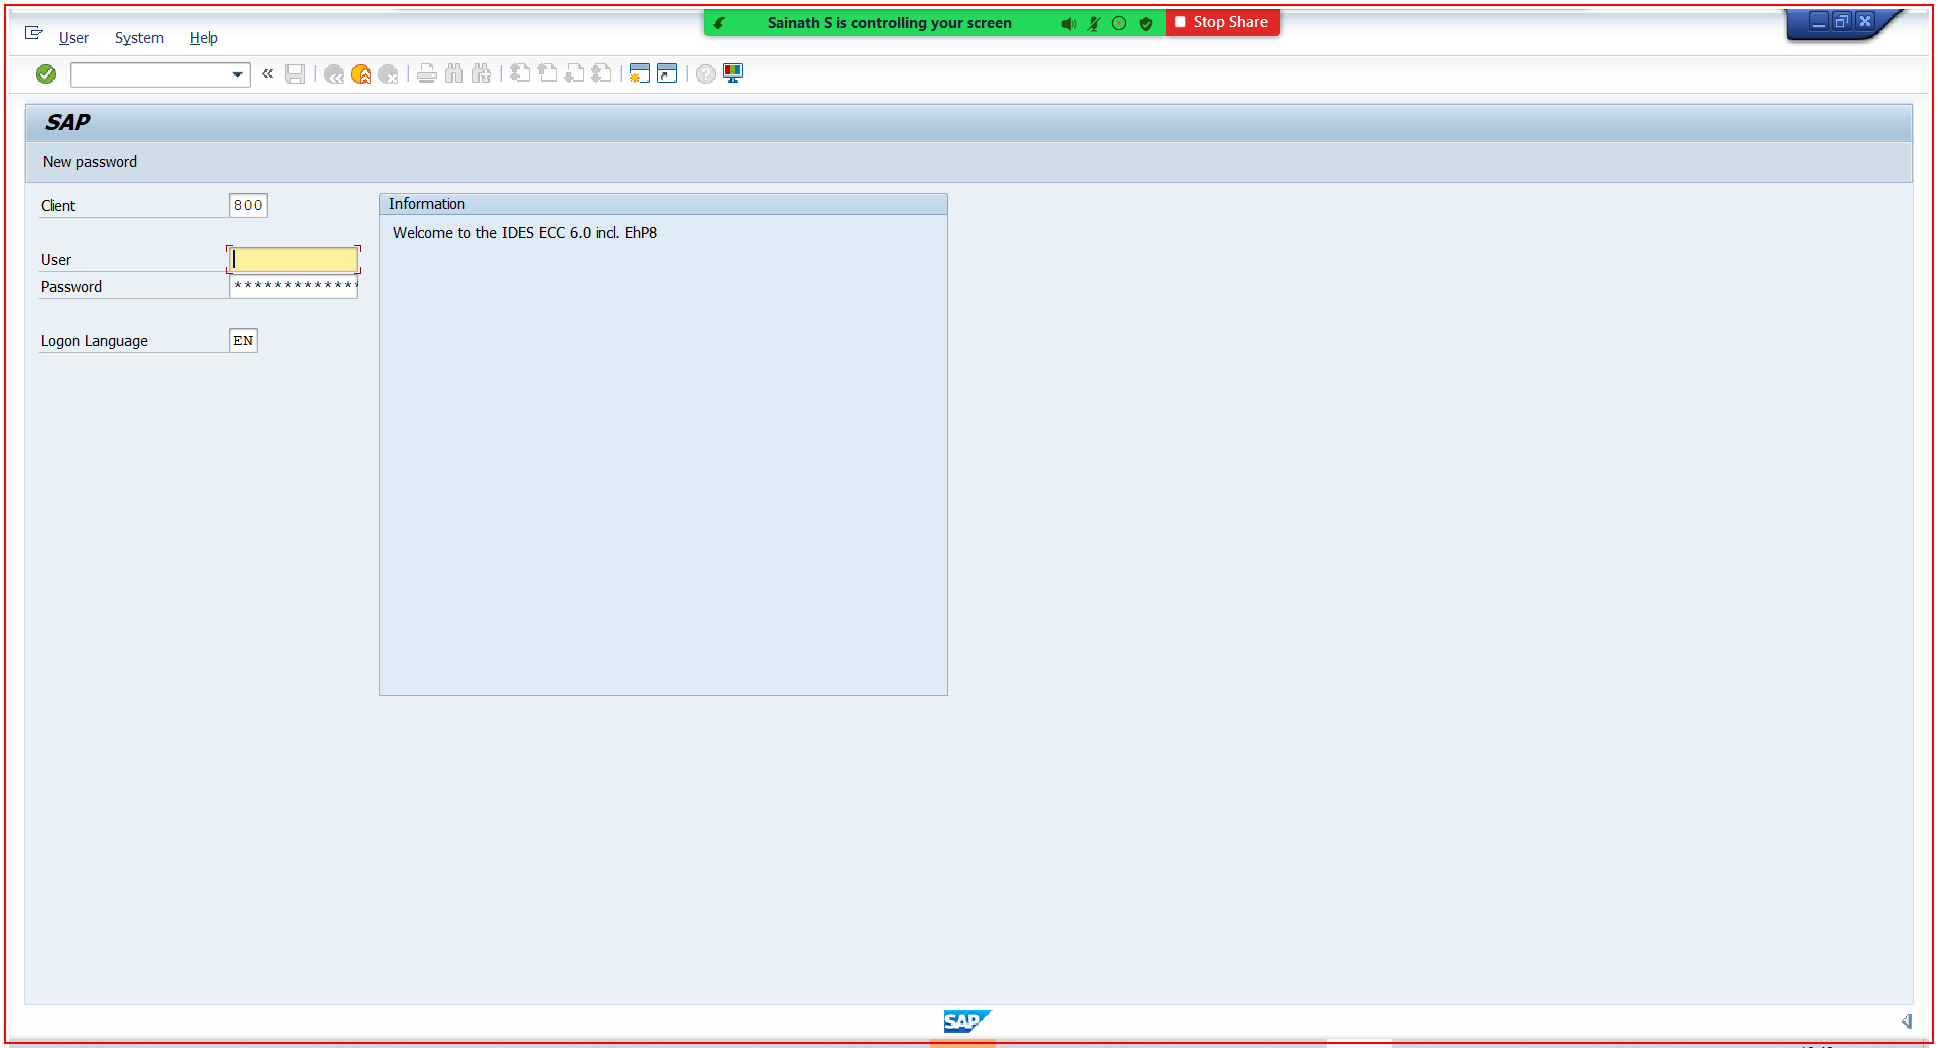 Sainath S is controlling your screen Stop Share
User System Help
SAP
New password
Client 800
Information
Welcome to the IDES ECC 6.0 incl. EhP8
User
Password *************
Logon Language EN
SAP